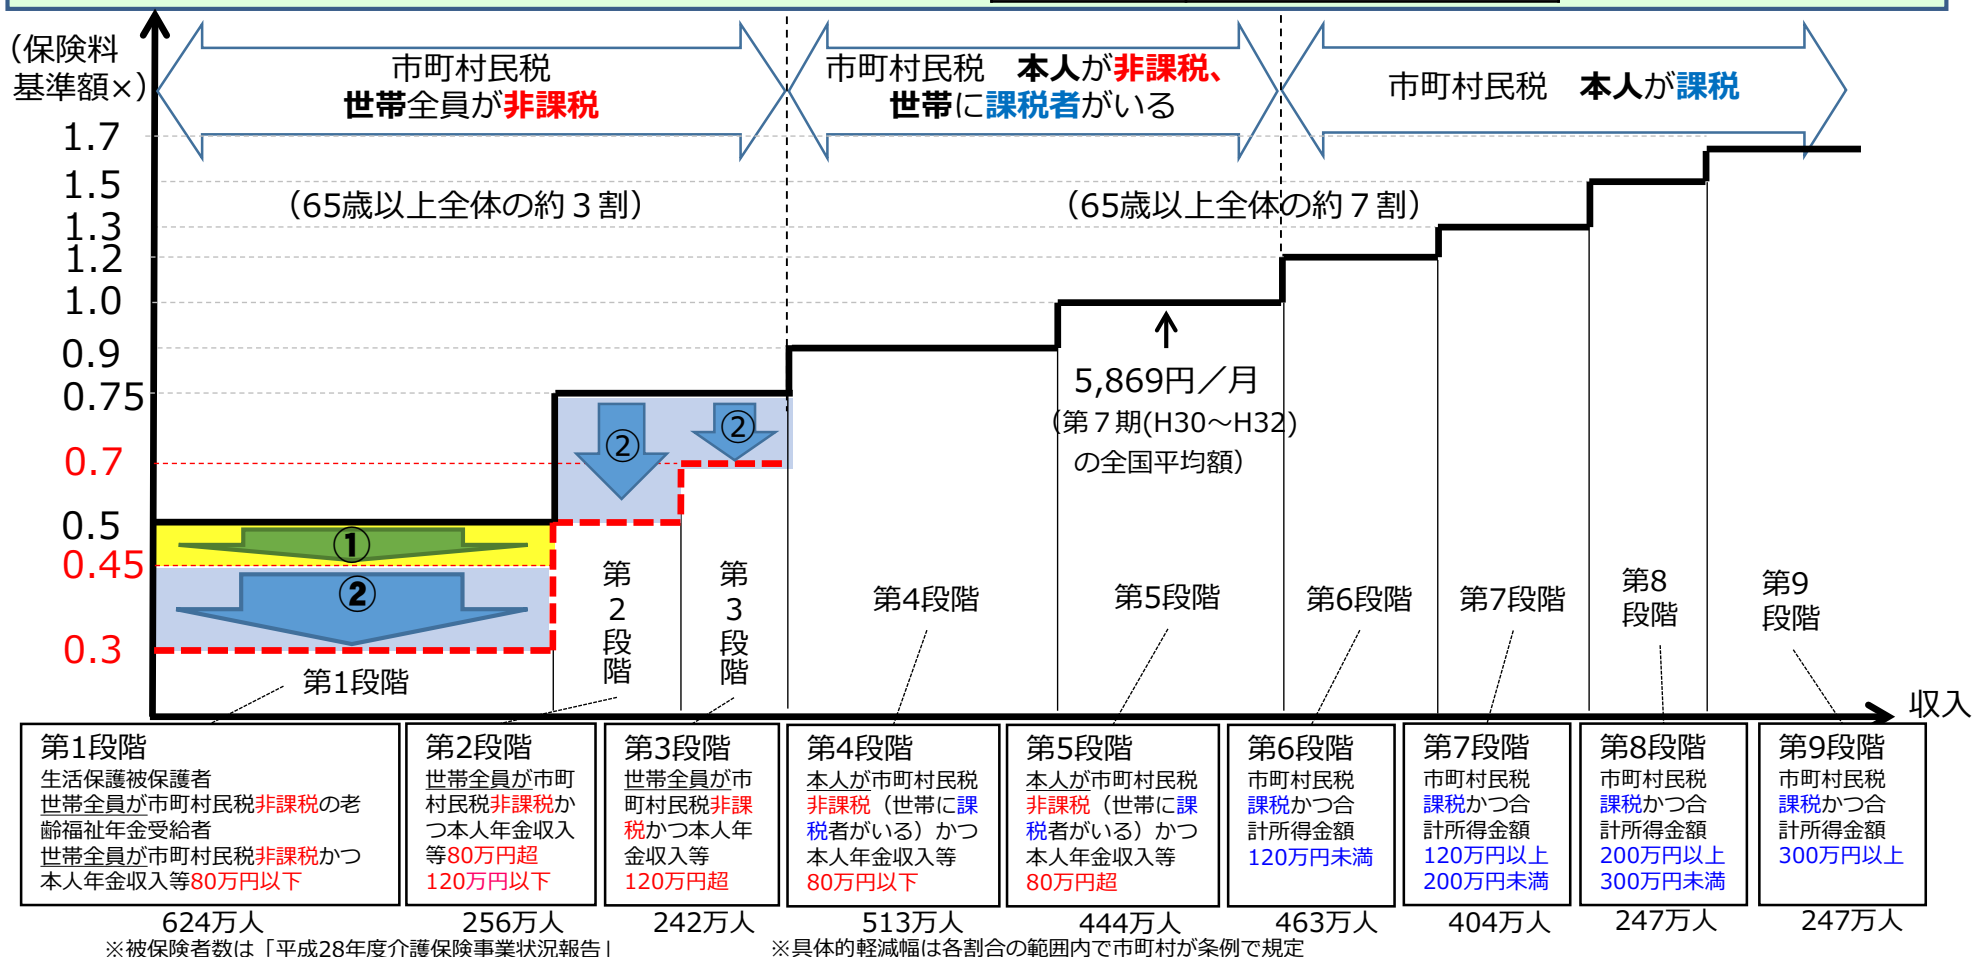 （保険料
基準額×）
市町村民税
世帯全員が非課税
市町村民税　本人が非課税、
世帯に課税者がいる
市町村民税　本人が課税
1.7
1.5
1.3
1.2
1.0
0.9
0.75
0.7
0.5
0.45
0.3
（65歳以上全体の約３割）
（65歳以上全体の約７割）
5,869円／月
（第７期(H30～H32)
の全国平均額）
②
②
①
②
第1段階
第２段階
第３段階
第4段階
第5段階
第6段階
第7段階
第8
段階
第9
段階
収入
第1段階
生活保護被保護者
世帯全員が市町村民税非課税の老
齢福祉年金受給者
世帯全員が市町村民税非課税かつ
本人年金収入等80万円以下
第2段階
世帯全員が市町
村民税非課税か
つ本人年金収入
等80万円超
120万円以下
第3段階
世帯全員が市
町村民税非課
税かつ本人年
金収入等
120万円超
第4段階
本人が市町村民税
非課税（世帯に課
税者がいる）かつ
本人年金収入等
80万円以下
第5段階
本人が市町村民税
非課税（世帯に課
税者がいる）かつ
本人年金収入等
80万円超
第6段階
市町村民税
課税かつ合
計所得金額
120万円未満
第7段階
市町村民税
課税かつ合
計所得金額
120万円以上
200万円未満
第8段階
市町村民税
課税かつ合
計所得金額
200万円以上
300万円未満
第9段階
市町村民税
課税かつ合
計所得金額
300万円以上
624万人
256万人
242万人
513万人
444万人
463万人
404万人
247万人
247万人
※被保険者数は「平成28年度介護保険事業状況報告」
※具体的軽減幅は各割合の範囲内で市町村が条例で規定